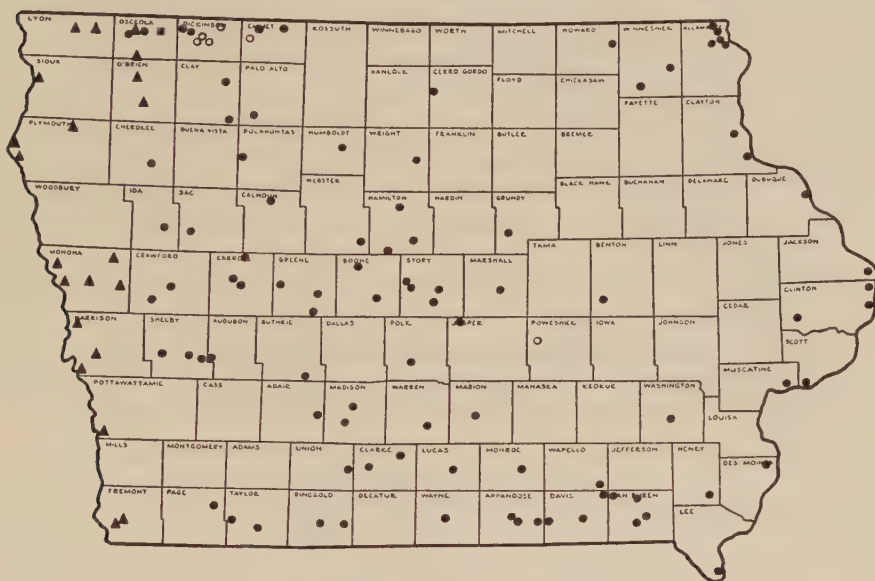 LYON
OSCEOLA
DICKINSON
EMMET
KOSSUTH
WINNEBAGO
WORTH
MITCHELL
HOWARD
WINNESHIEK
SIOUX
O'BRIEN
CLAY
PALO ALTO
HANCOCK
CERRO GORDO
FLOYD
CHICKASAW
FAYETTE
CLAYTON
PLYMOUTH
CHEROKEE
BUENA VISTA
POCAHONTAS
HUMBOLDT
WRIGHT
FRANKLIN
BUTLER
BREMER
WOODBURY
IDA
SAC
CALHOUN
WEBSTER
HAMILTON
HARDIN
GRUNDY
BLACK HAWK
BUCHANAN
DELAWARE
DUBUQUE
MONONA
CRAWFORD
CARROLL
GREENE
BOONE
STORY
MARSHALL
TAMA
BENTON
LINN
JONES
JACKSON
CLINTON
CEDAR
HARRISON
SHELBY
AUDUBON
GUTHRIE
DALLAS
POLK
JASPER
POWESHIEK
IOWA
JOHNSON
SCOTT
MUSCATINE
POTTAWATTAMIE
CASS
ADAIR
MADISON
WARREN
MARION
MAHASKA
KEOKUK
WASHINGTON
LOUISA
MILLS
MONTGOMERY
ADAMS
UNION
CLARKE
LUCAS
MONROE
WAPELLO
JEFFERSON
HENRY
DES MOINES
FREMONT
PAGE
TAYLOR
RINGGOLD
DECATUR
WAYNE
APPANOOSE
DAVIS
VAN BUREN
LEE